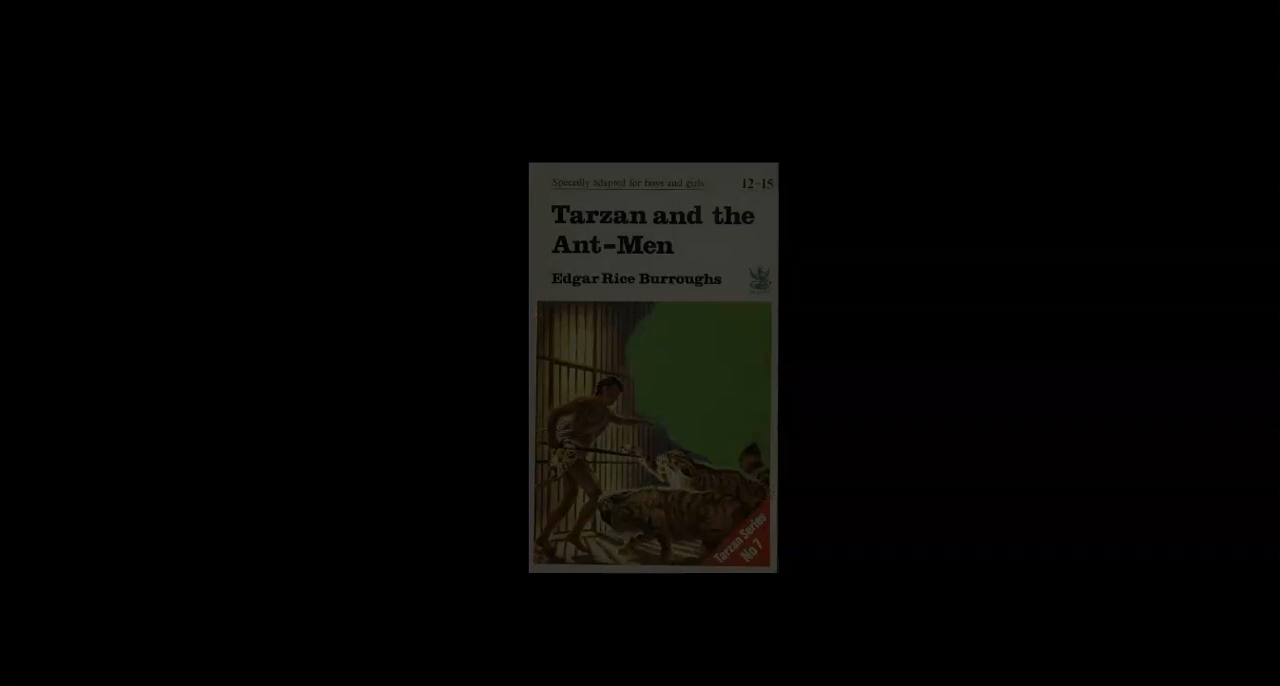 Specially adapted for boys and girls 12-15
Tarzan and the
Ant-Men
Edgar Rice Burroughs
Tarzan Series
No 7